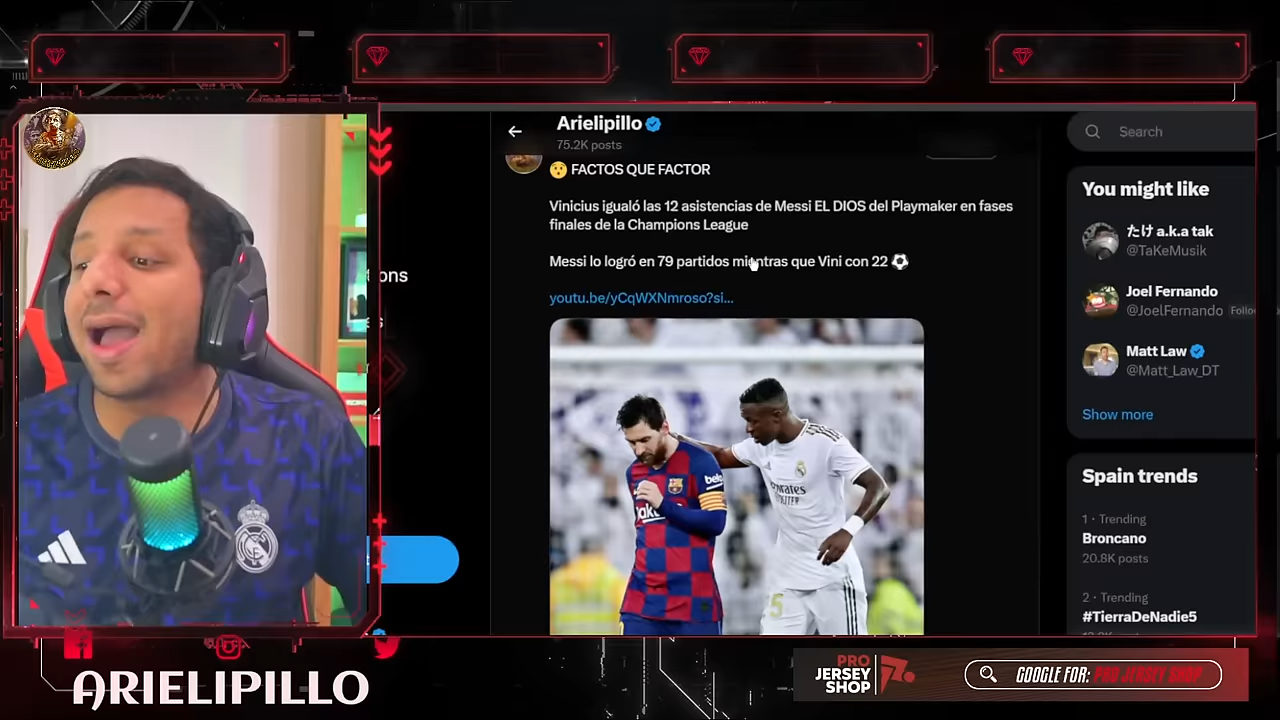 Arielipillo
75.2K posts
FACTOS QUE FACTOR
Vinicius igualó las 12 asistencias de Messi EL DIOS del Playmaker en fases
finales de la Champions League
Messi lo logró en 79 partidos mientras que Vini con 22
youtu.be/yCqWXNmroso?si...
Search
You might like
たけ a.k.a tak
@TaKeMusik
Joel Fernando
@JoelFernando
Matt Law
@Matt_Law_DT
Show more
Spain trends
1 · Trending
Broncano
20.8K posts
2 · Trending
#TierraDeNadie5
ARIELIPILLO
PRO
JERSEY
SHOP
GOOGLE FOR: PRO JERSEY SHOP